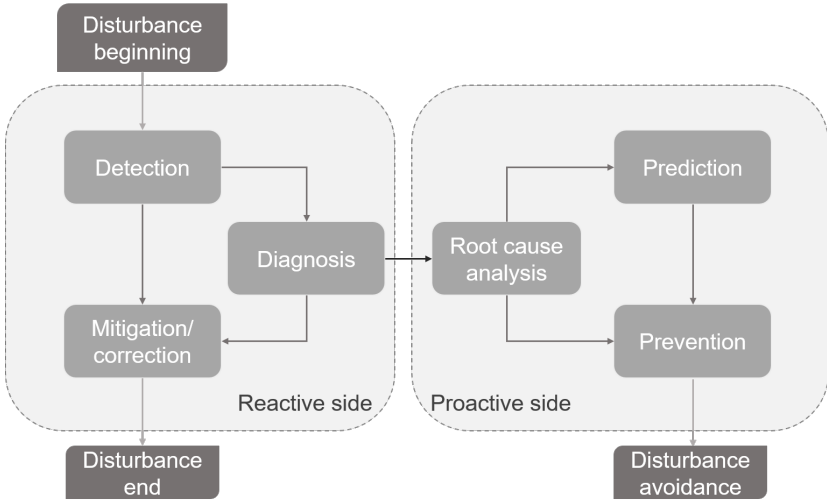 Disturbance
beginning
Detection
Diagnosis
Mitigation/
correction
Reactive side
Disturbance
end
Root cause
analysis
Prediction
Prevention
Proactive side
Disturbance
avoidance